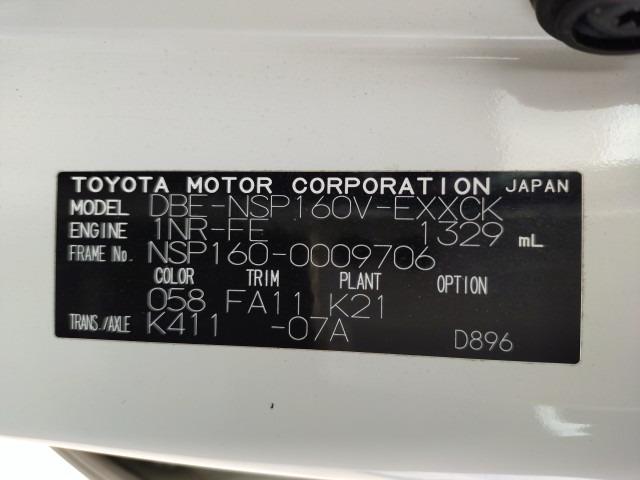 TOYOTA MOTOR CORPORATION JAPAN
MODEL DBE-NSP160V-EXXCK
ENGINE 1NR-FE 1329 mL
FRAME No. NSP160-0009706
COLOR TRIM PLANT OPTION
058 FA11 K21
TRANS./AXLE K411 -07A
D896